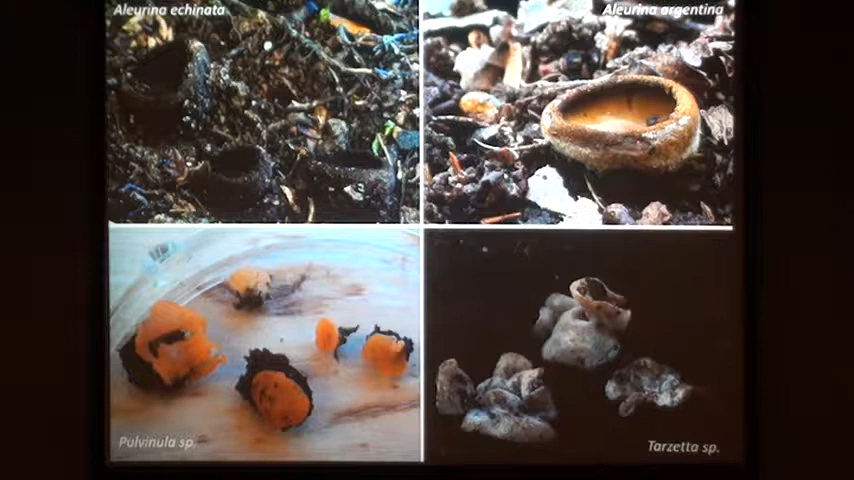 Aleurina echinata
Aleurina argentina
Pulvinula sp.
Tarzetta sp.